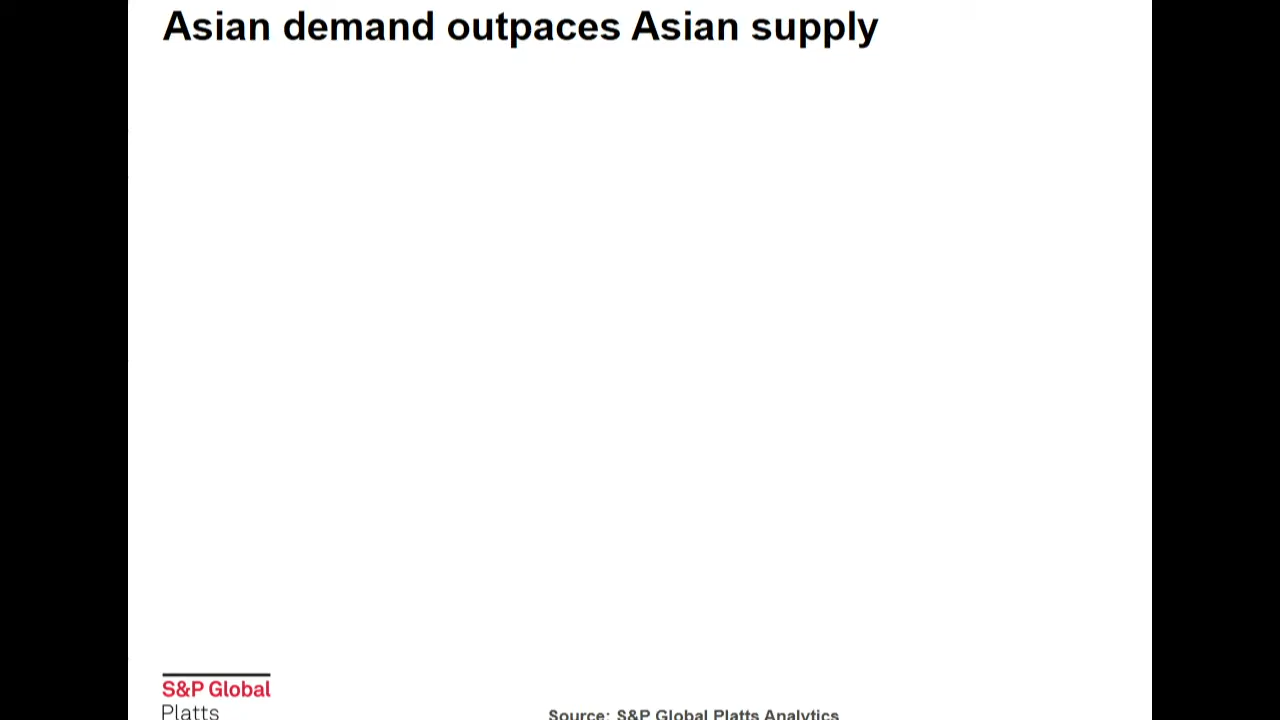 Asian demand outpaces Asian supply
S&P Global
Platts
Source: S&P Global Platts Analytics